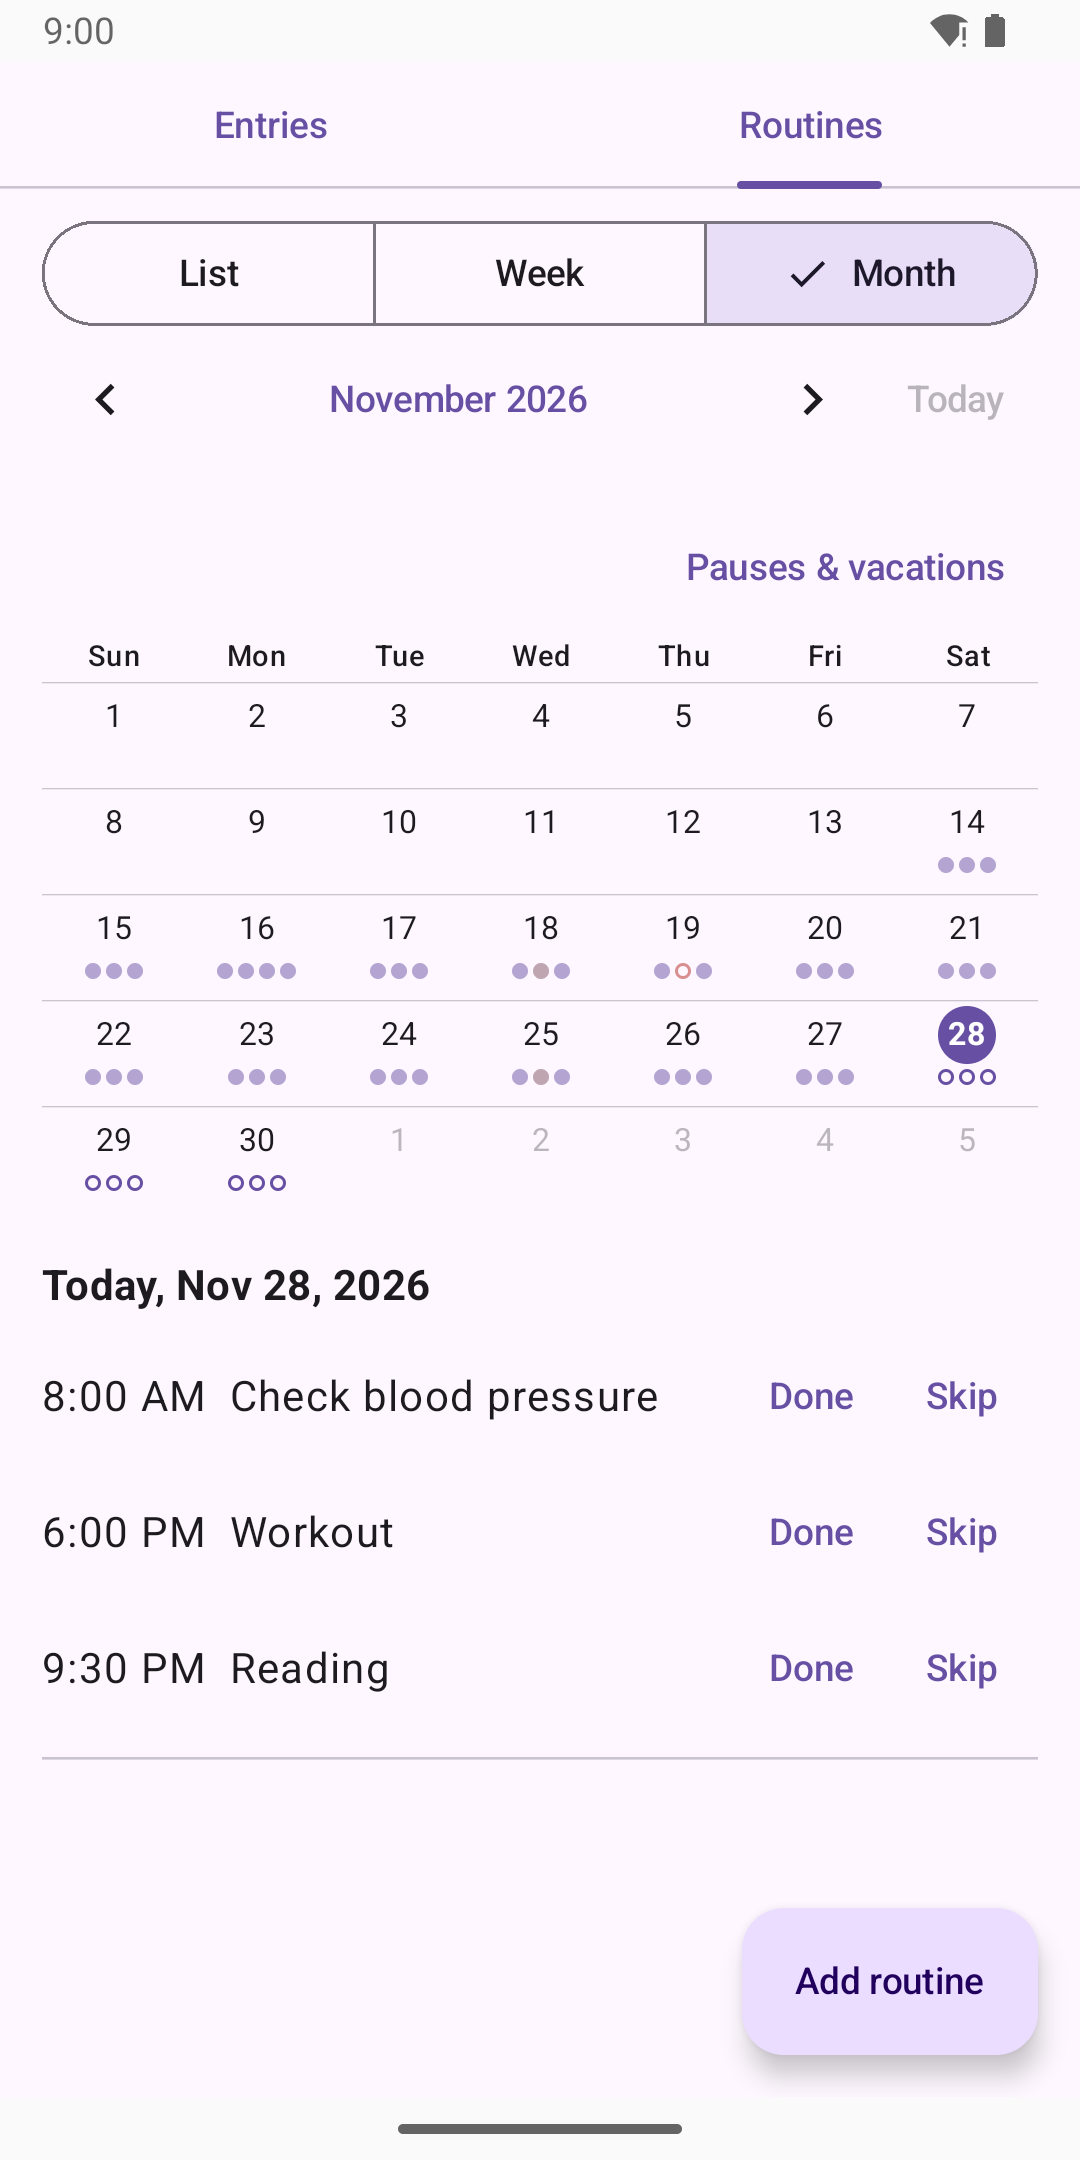 9:00
Entries Routines
List Week Month
November 2026 Today
Pauses & vacations
Sun Mon Tue Wed Thu Fri Sat
1 2 3 4 5 6 7
8 9 10 11 12 13 14
15 16 17 18 19 20 21
22 23 24 25 26 27 28
29 30 1 2 3 4 5
Today, Nov 28, 2026
8:00 AM Check blood pressure Done Skip
6:00 PM Workout Done Skip
9:30 PM Reading Done Skip
Add routine